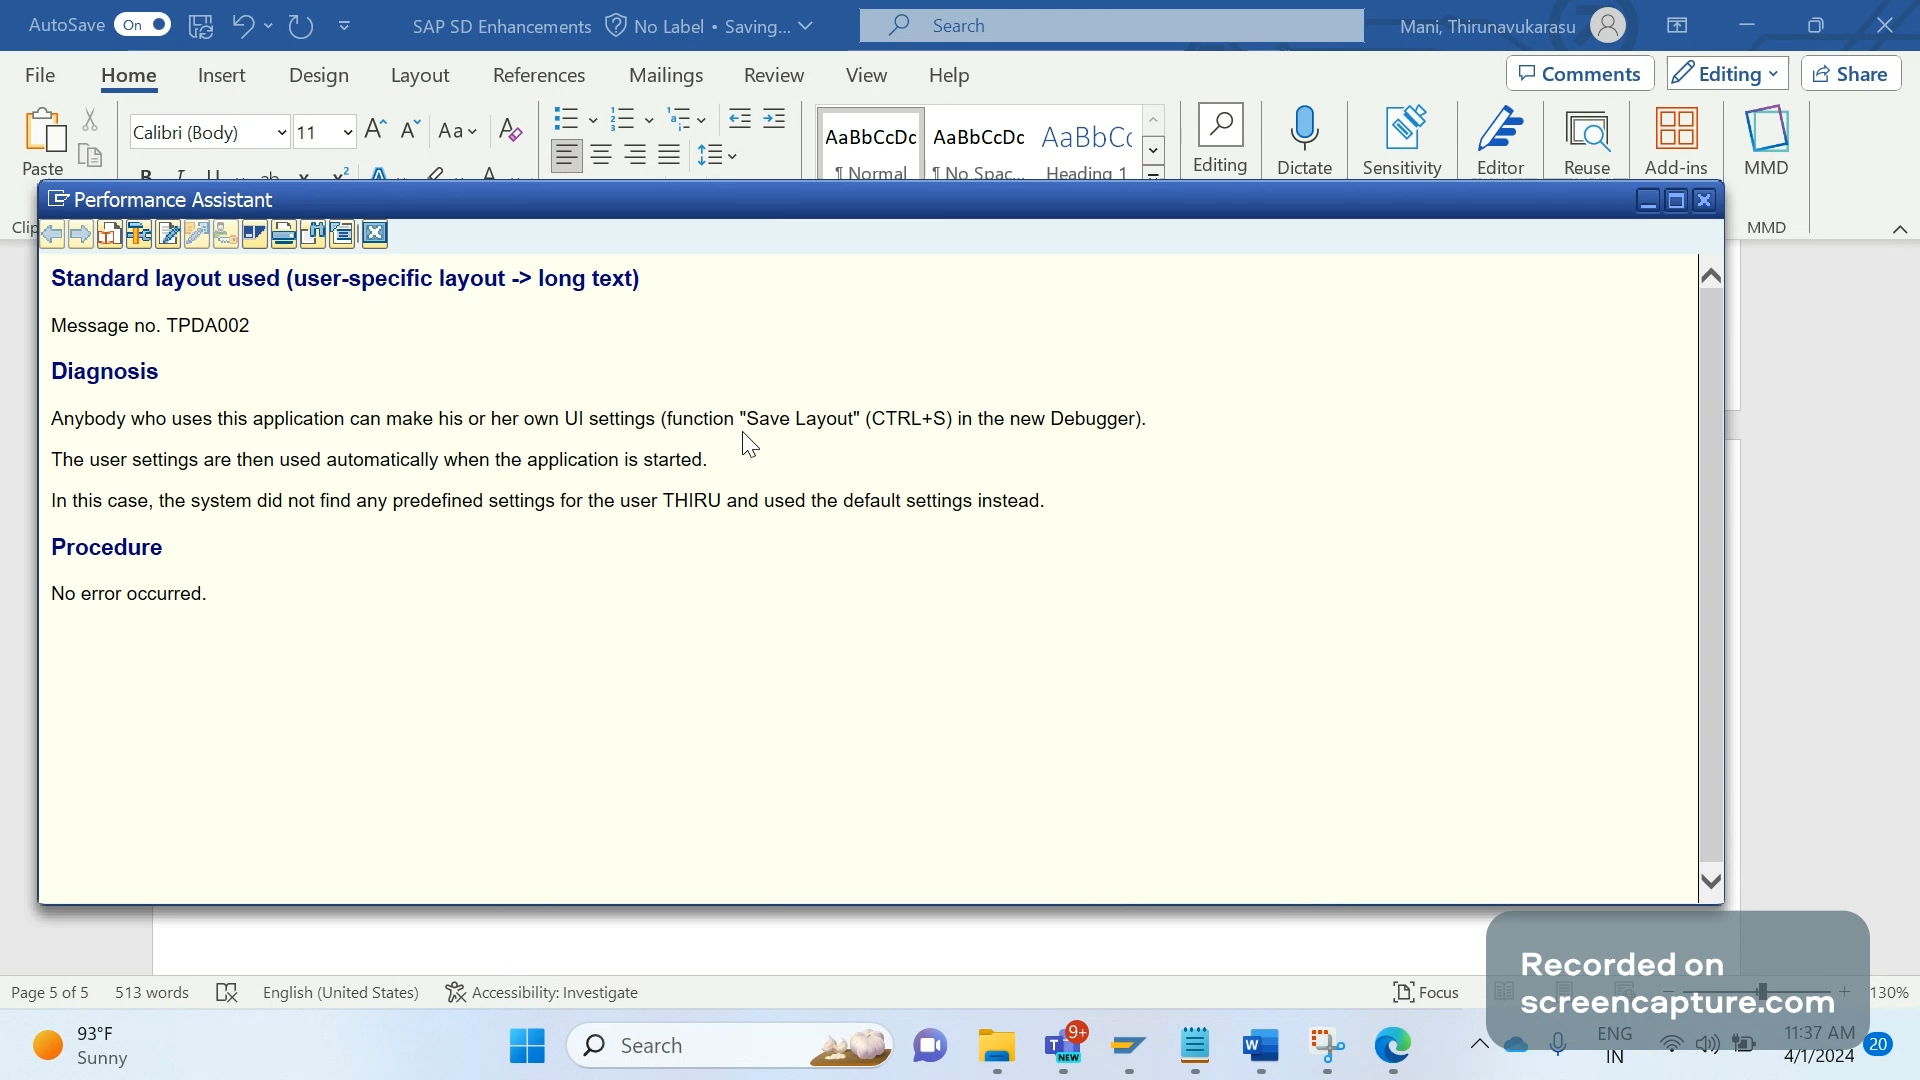 AutoSave On SAP SD Enhancements No Label • Saving... Search Mani, Thirunavukarasu
File Home Insert Design Layout References Mailings Review View Help Comments Editing Share
Calibri (Body) 11 Aa AaBbCcDc AaBbCcDc AaBbCc
Paste ¶ Normal ¶ No Spac... Heading 1 Editing Dictate Sensitivity Editor Reuse Add-ins MMD
Performance Assistant
Clip MMD
Standard layout used (user-specific layout -> long text)
Message no. TPDA002
Diagnosis
Anybody who uses this application can make his or her own UI settings (function "Save Layout" (CTRL+S) in the new Debugger).
The user settings are then used automatically when the application is started.
In this case, the system did not find any predefined settings for the user THIRU and used the default settings instead.
Procedure
No error occurred.
Recorded on
screencapture.com
Page 5 of 5 513 words English (United States) Accessibility: Investigate Focus 130%
93°F
Sunny
Search
9+
NEW
ENG
IN
11:37 AM
4/1/2024
20